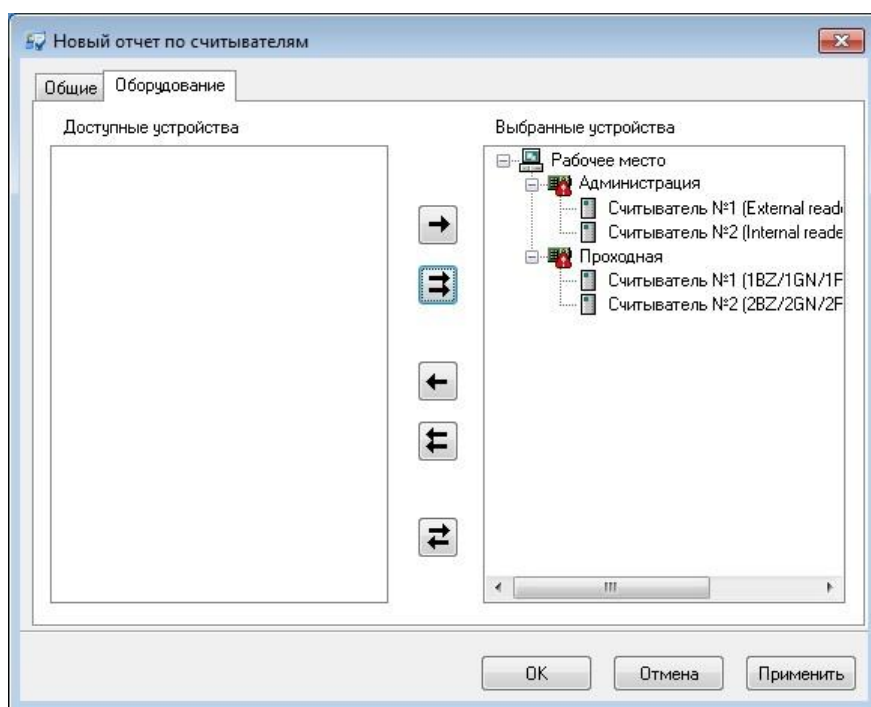 Новый отчет по считывателям
Общие
Оборудование
Доступные устройства
Выбранные устройства
Рабочее место
Администрация
Считыватель №1 (External read
Считыватель №2 (Internal reade
Проходная
Считыватель №1 (1BZ/1GN/1F
Считыватель №2 (2BZ/2GN/2F
OK
Отмена
Применить